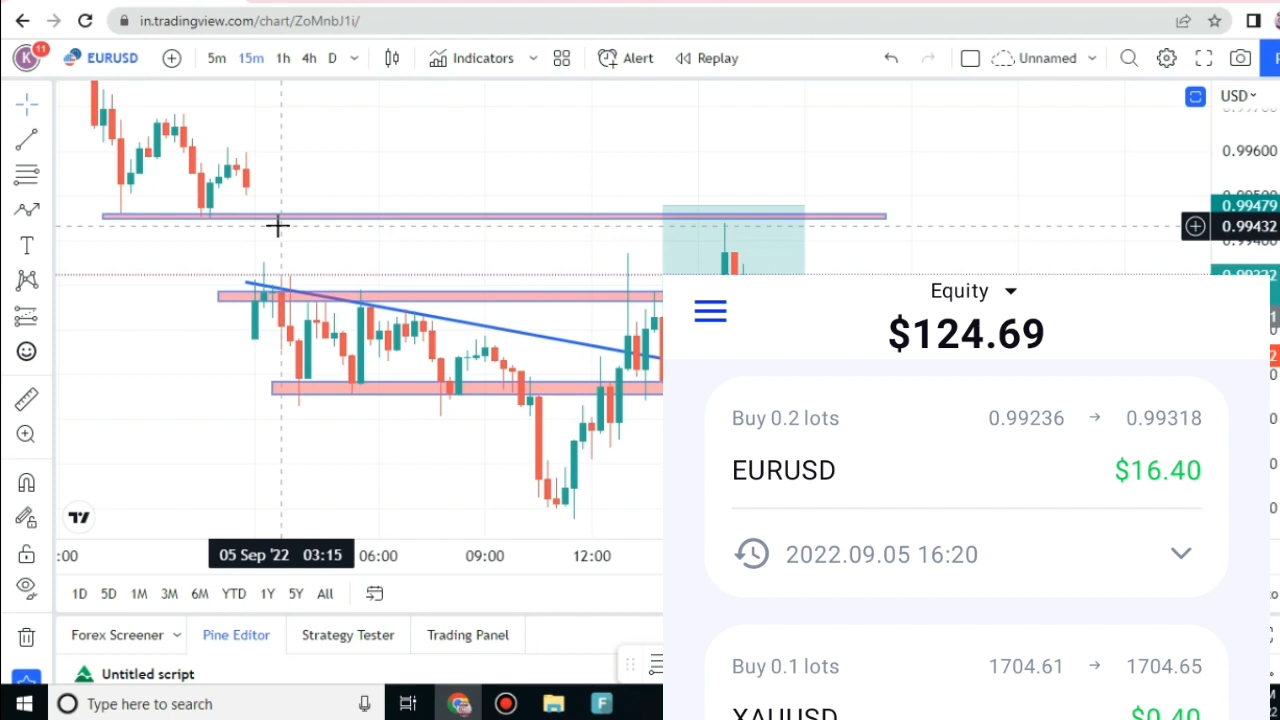 in.tradingview.com/chart/ZoMnbJ1i/
K 11 EURUSD 5m 15m 1h 4h D Indicators Alert Replay Unnamed
USD
0.99600
0.99479
0.99432
Equity
$124.69
Buy 0.2 lots 0.99236 → 0.99318
EURUSD $16.40
2022.09.05 16:20
05 Sep '22 03:15 06:00 09:00 12:00
1D 5D 1M 3M 6M YTD 1Y 5Y All
Forex Screener Pine Editor Strategy Tester Trading Panel
Buy 0.1 lots 1704.61 → 1704.65
Untitled script
XAUUSD $0.40
Type here to search
F